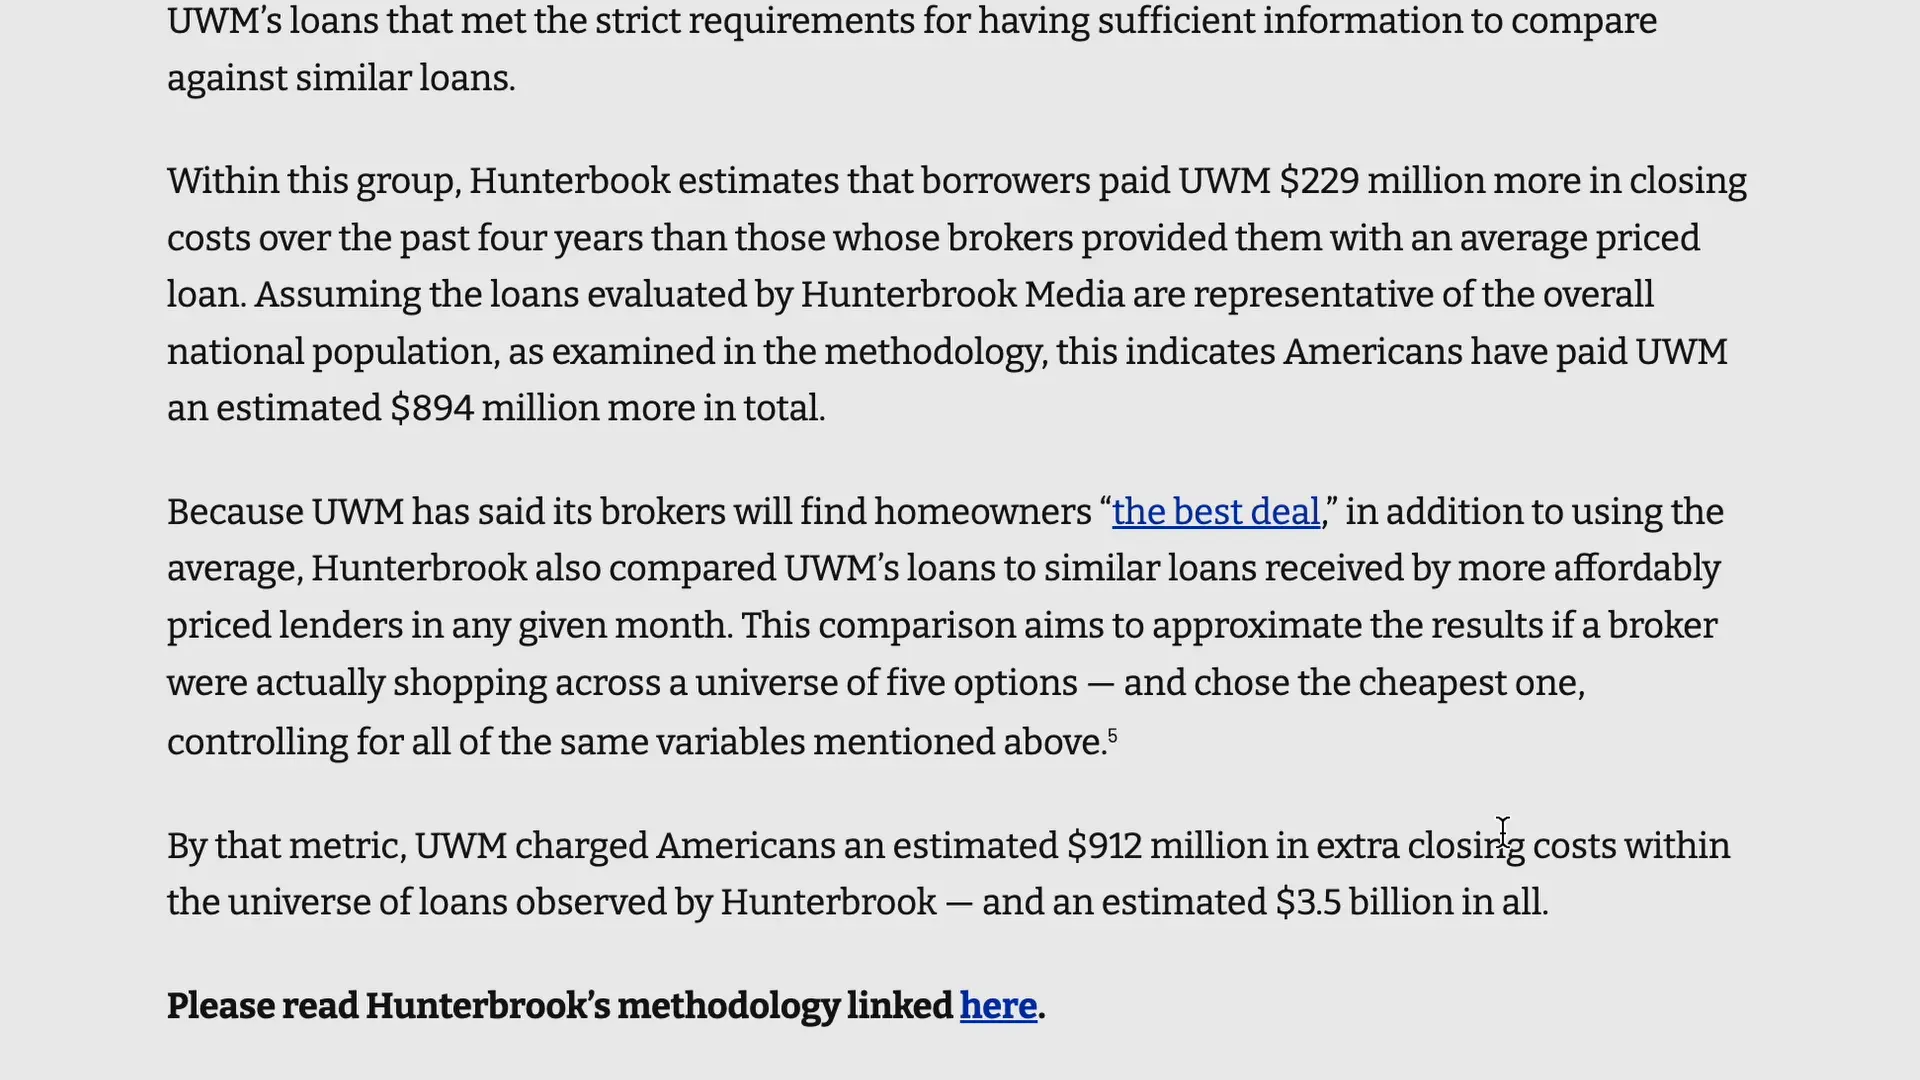 UWM’s loans that met the strict requirements for having sufficient information to compare
against similar loans.
Within this group, Hunterbook estimates that borrowers paid UWM $229 million more in closing
costs over the past four years than those whose brokers provided them with an average priced
loan. Assuming the loans evaluated by Hunterbrook Media are representative of the overall
national population, as examined in the methodology, this indicates Americans have paid UWM
an estimated $894 million more in total.
Because UWM has said its brokers will find homeowners “the best deal,” in addition to using the
average, Hunterbrook also compared UWM’s loans to similar loans received by more affordably
priced lenders in any given month. This comparison aims to approximate the results if a broker
were actually shopping across a universe of five options — and chose the cheapest one,
controlling for all of the same variables mentioned above.⁵
By that metric, UWM charged Americans an estimated $912 million in extra closing costs within
the universe of loans observed by Hunterbrook — and an estimated $3.5 billion in all.
Please read Hunterbrook’s methodology linked here.